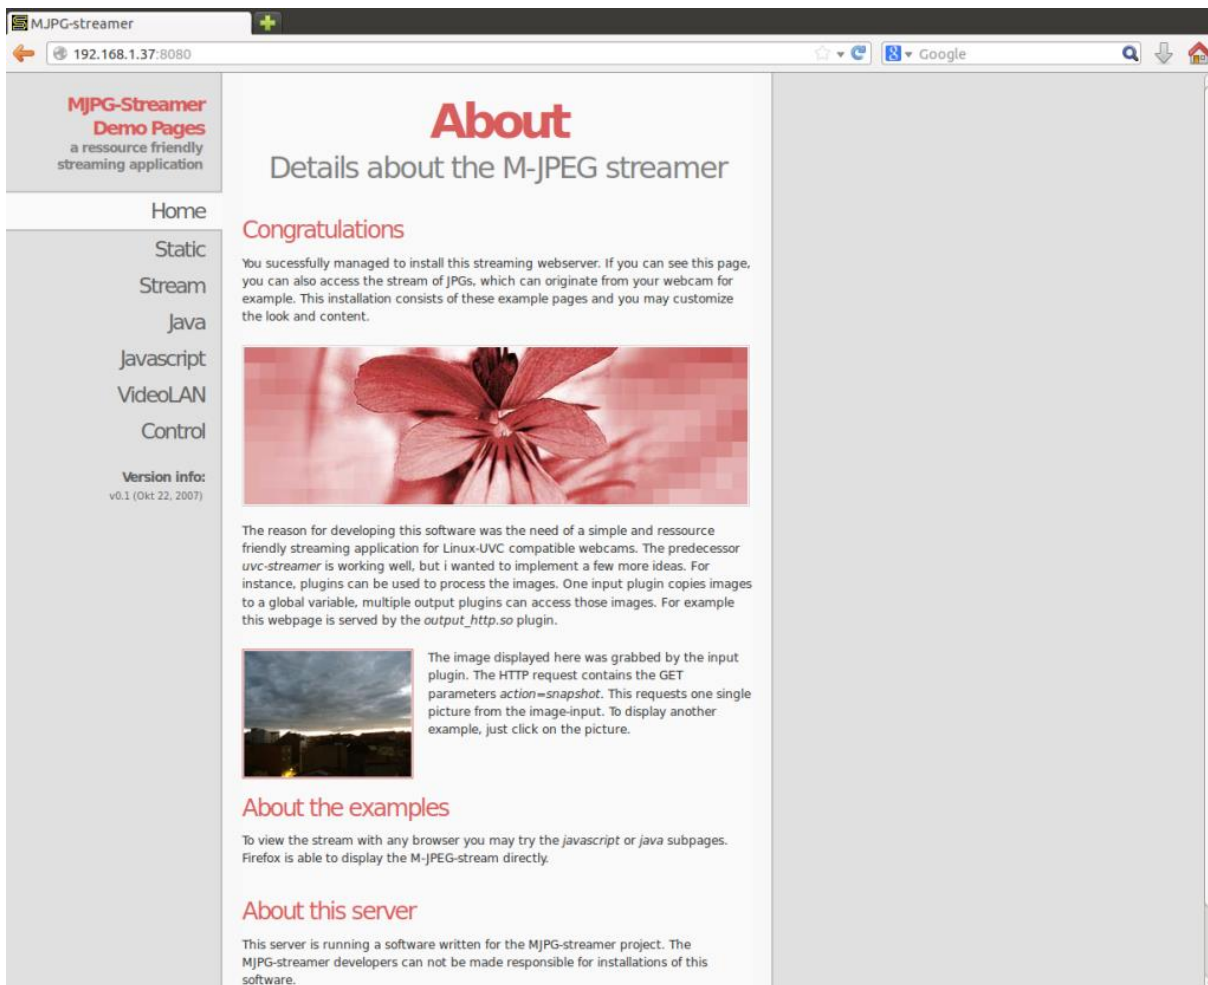 MJPG-streamer
192.168.1.37:8080
Google
MJPG-Streamer
Demo Pages
a ressource friendly
streaming application
Home
Static
Stream
Java
Javascript
VideoLAN
Control
Version info:
v0.1 (Okt 22, 2007)
About
Details about the M-JPEG streamer
Congratulations
You sucessfully managed to install this streaming webserver. If you can see this page,
you can also access the stream of JPGs, which can originate from your webcam for
example. This installation consists of these example pages and you may customize
the look and content.
The reason for developing this software was the need of a simple and ressource
friendly streaming application for Linux-UVC compatible webcams. The predecessor
uvc-streamer is working well, but i wanted to implement a few more ideas. For
instance, plugins can be used to process the images. One input plugin copies images
to a global variable, multiple output plugins can access those images. For example
this webpage is served by the output_http.so plugin.
The image displayed here was grabbed by the input
plugin. The HTTP request contains the GET
parameters action=snapshot. This requests one single
picture from the image-input. To display another
example, just click on the picture.
About the examples
To view the stream with any browser you may try the javascript or java subpages.
Firefox is able to display the M-JPEG-stream directly.
About this server
This server is running a software written for the MJPG-streamer project. The
MJPG-streamer developers can not be made responsible for installations of this
software.